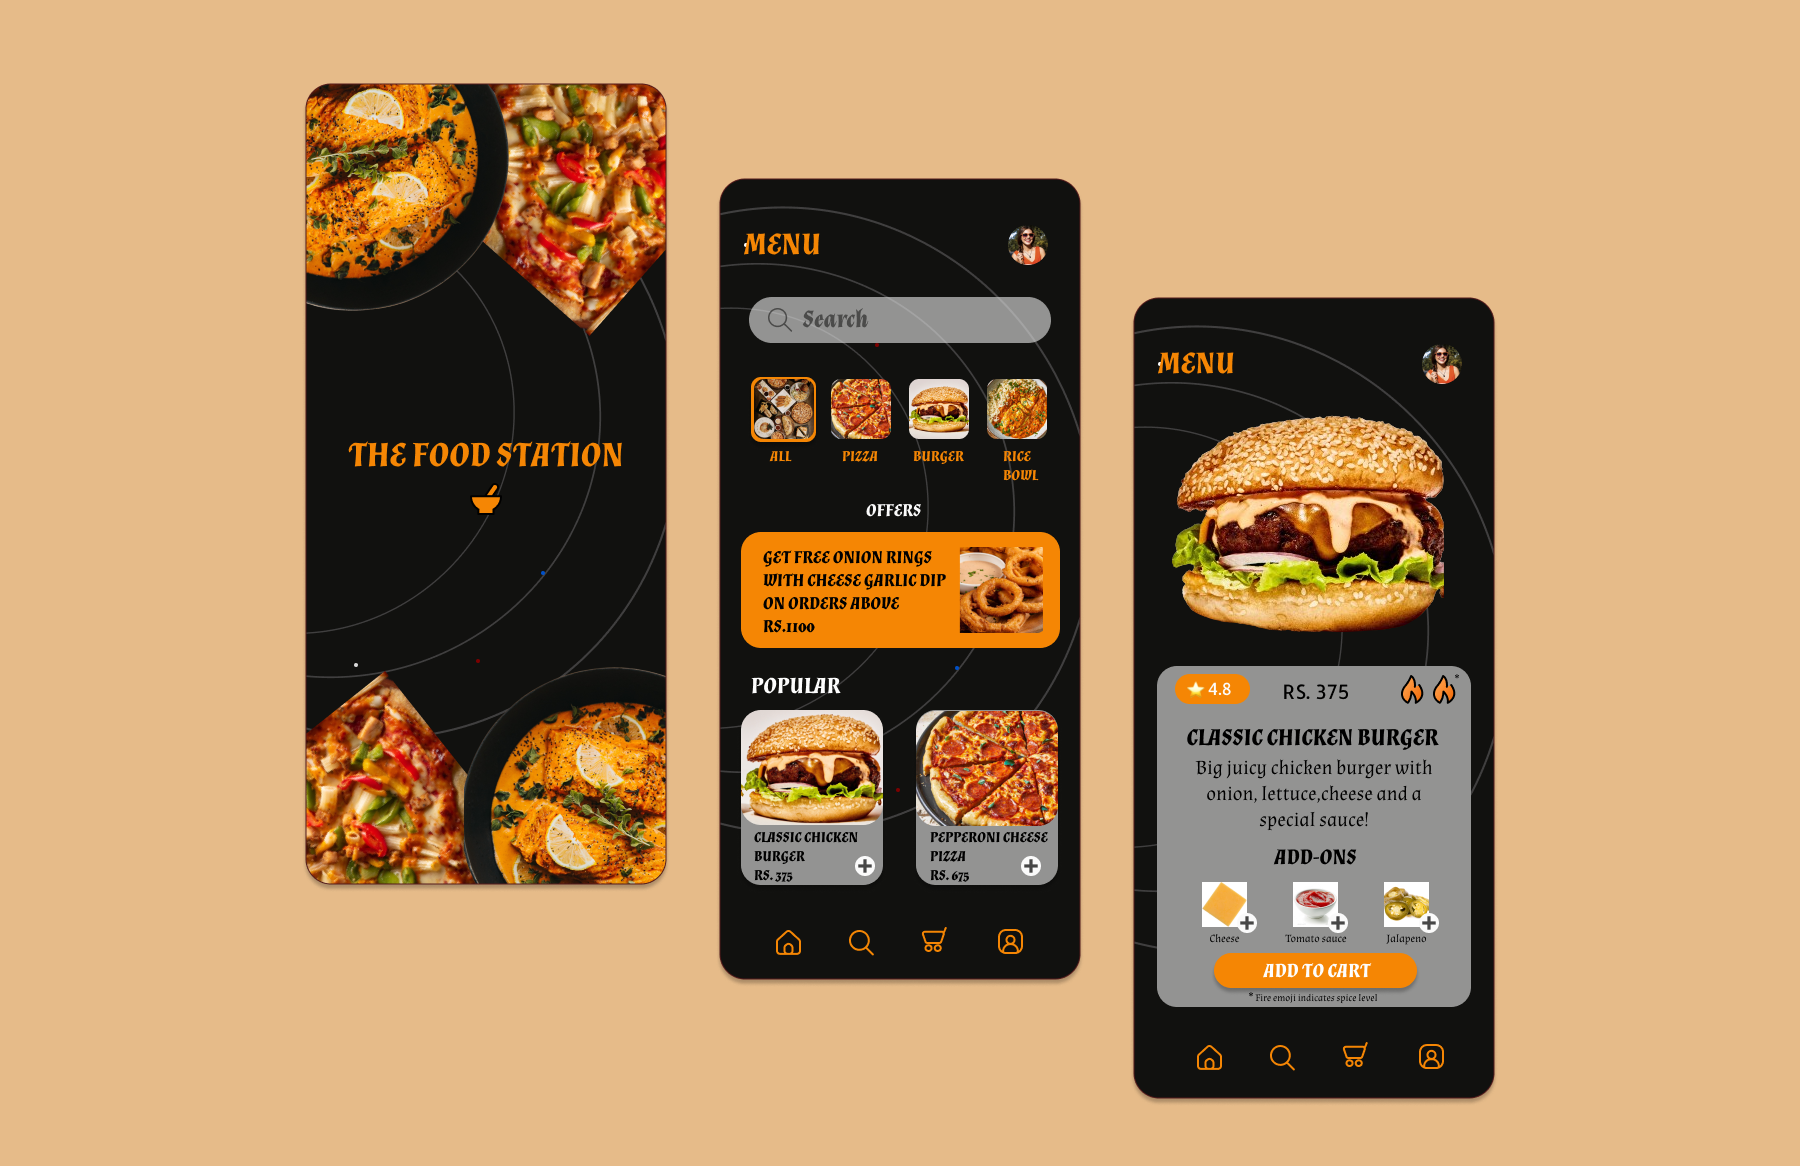 THE FOOD STATION
MENU
Search
ALL
PIZZA
BURGER
RICE
BOWL
OFFERS
GET FREE ONION RINGS
WITH CHEESE GARLIC DIP
ON ORDERS ABOVE
RS.1100
POPULAR
CLASSIC CHICKEN
BURGER
RS. 375
PEPPERONI CHEESE
PIZZA
RS. 675
MENU
4.8
RS. 375
*
CLASSIC CHICKEN BURGER
Big juicy chicken burger with
onion, lettuce,cheese and a
special sauce!
ADD-ONS
Cheese
Tomato sauce
Jalapeno
ADD TO CART
* Fire emoji indicates spice level